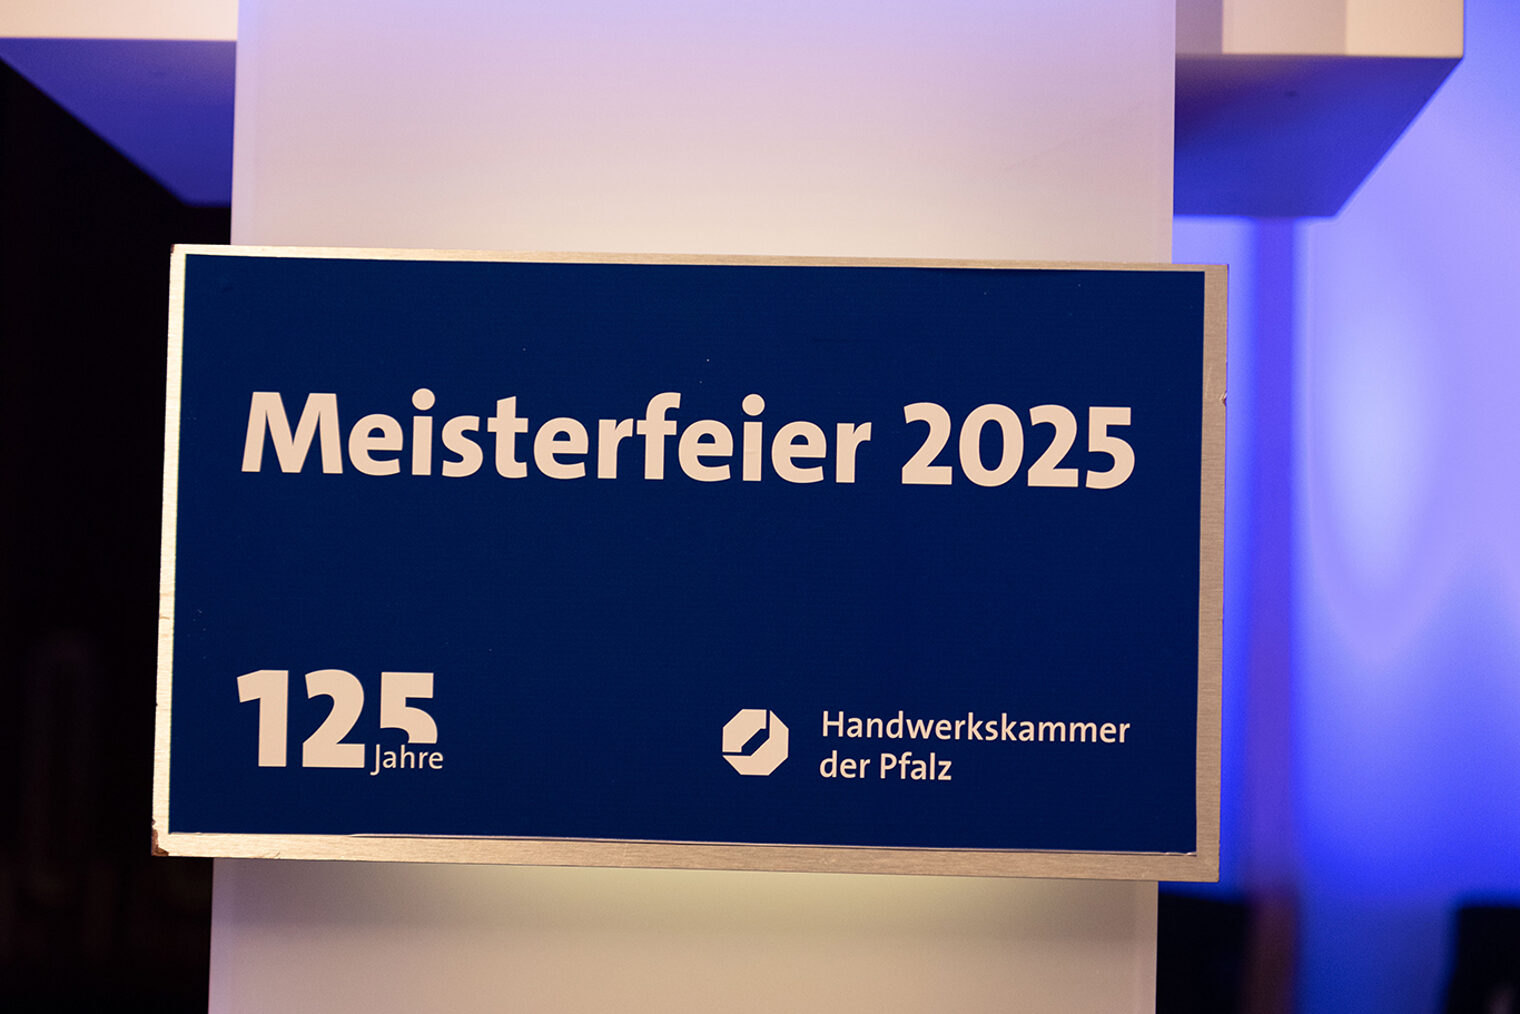 Meisterfeier 2025
125
Jahre
Handwerkskammer
der Pfalz